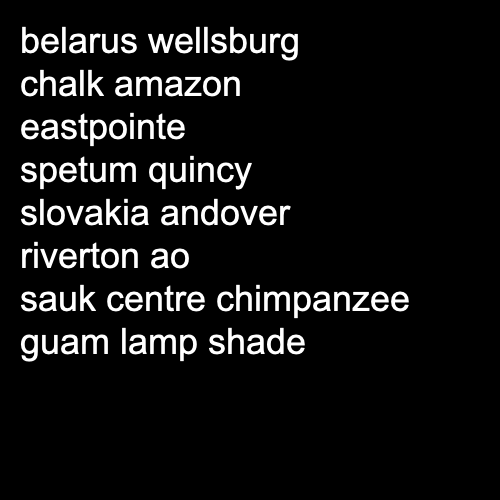 belarus wellsburg
chalk amazon
eastpointe
spetum quincy
slovakia andover
riverton ao
sauk centre chimpanzee
guam lamp shade